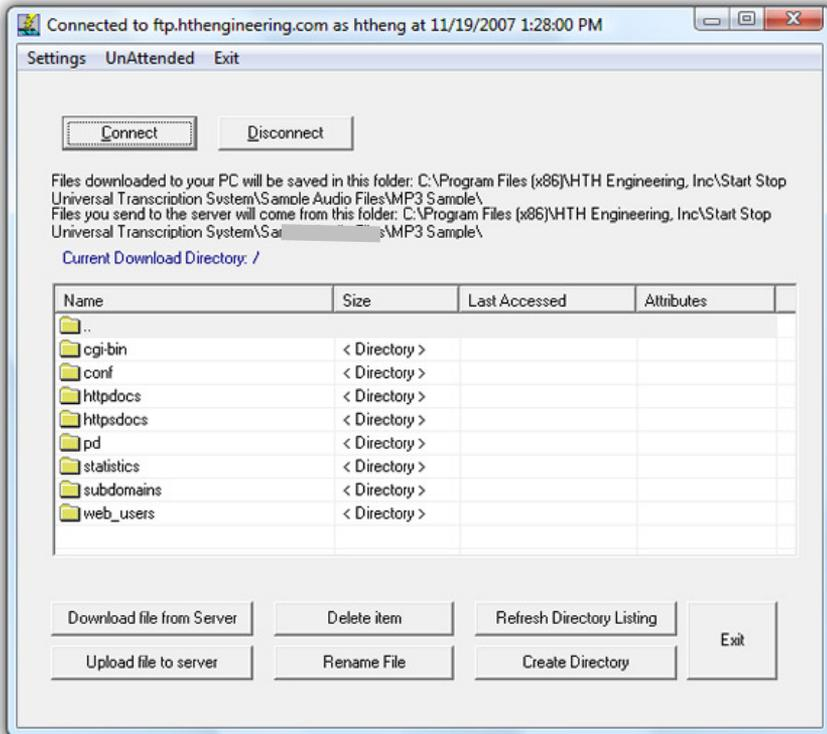 Connected to ftp.hthengineering.com as htheng at 11/19/2007 1:28:00 PM
Settings UnAttended Exit
Connect Disconnect
Files downloaded to your PC will be saved in this folder: C:\Program Files (x86)\HTH Engineering, Inc\Start Stop
Universal Transcription System\Sample Audio Files\MP3 Sample\
Files you send to the server will come from this folder: C:\Program Files (x86)\HTH Engineering, Inc\Start Stop
Universal Transcription \MP3 Sample\
Current Download Directory: /
Name Size Last Accessed Attributes
..
cgi-bin < Directory >
conf < Directory >
httpdocs < Directory >
httpsdocs < Directory >
pd < Directory >
statistics < Directory >
subdomains < Directory >
web_users < Directory >
Download file from Server Delete item Refresh Directory Listing
Exit
Upload file to server Rename File Create Directory